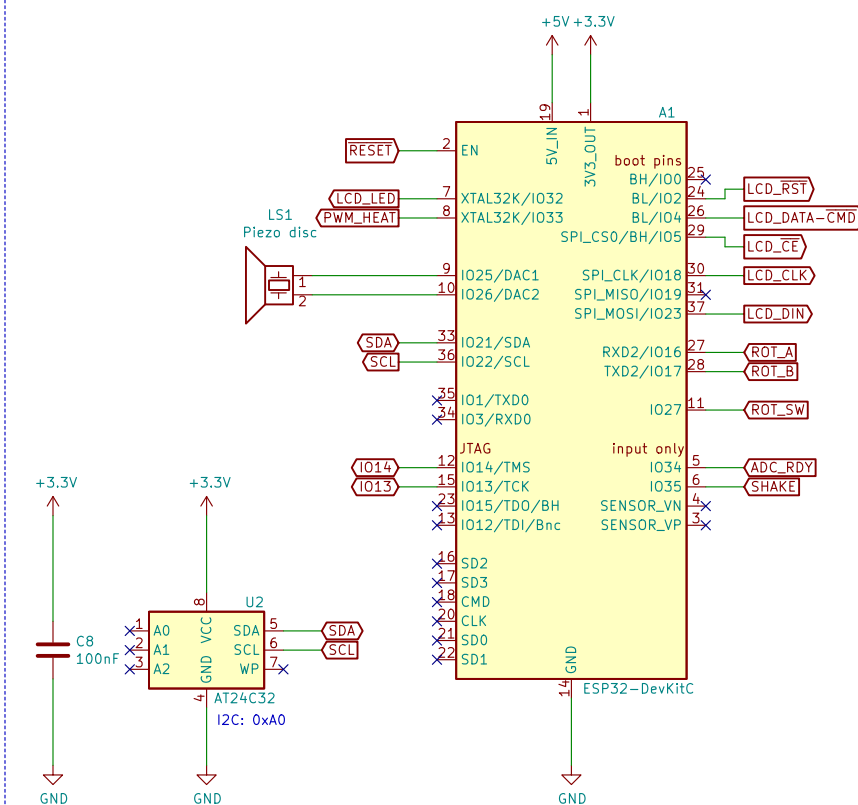 +5V +3.3V
A1
19 1
5V_IN 3V3_OUT
RESET 2 EN
boot pins
25 BH/IO0
LCD_LED 7 XTAL32K/IO32
BL/IO2 24 LCD_RST
PWM_HEAT 8 XTAL32K/IO33
BL/IO4 26 LCD_DATA-CMD
SPI_CS0/BH/IO5 29 LCD_CE
LS1
Piezo disc
1
2
9 IO25/DAC1
SPI_CLK/IO18 30 LCD_CLK
10 IO26/DAC2
SPI_MISO/IO19 31
SPI_MOSI/IO23 37 LCD_DIN
SDA 33 IO21/SDA
RXD2/IO16 27 ROT_A
SCL 36 IO22/SCL
TXD2/IO17 28 ROT_B
35 IO1/TXD0
34 IO3/RXD0
IO27 11 ROT_SW
JTAG
input only
IO14 12 IO14/TMS
IO34 5 ADC_RDY
IO13 15 IO13/TCK
IO35 6 SHAKE
23 IO15/TDO/BH
SENSOR_VN 4
13 IO12/TDI/Bnc
SENSOR_VP 3
16 SD2
17 SD3
18 CMD
20 CLK
21 SD0
22 SD1
GND
14
ESP32-DevKitC
GND
+3.3V
C8
100nF
GND
+3.3V
8
U2
VCC
1 A0
SDA 5 SDA
2 A1
SCL 6 SCL
3 A2
WP 7
GND
4
AT24C32
I2C: 0xA0
GND